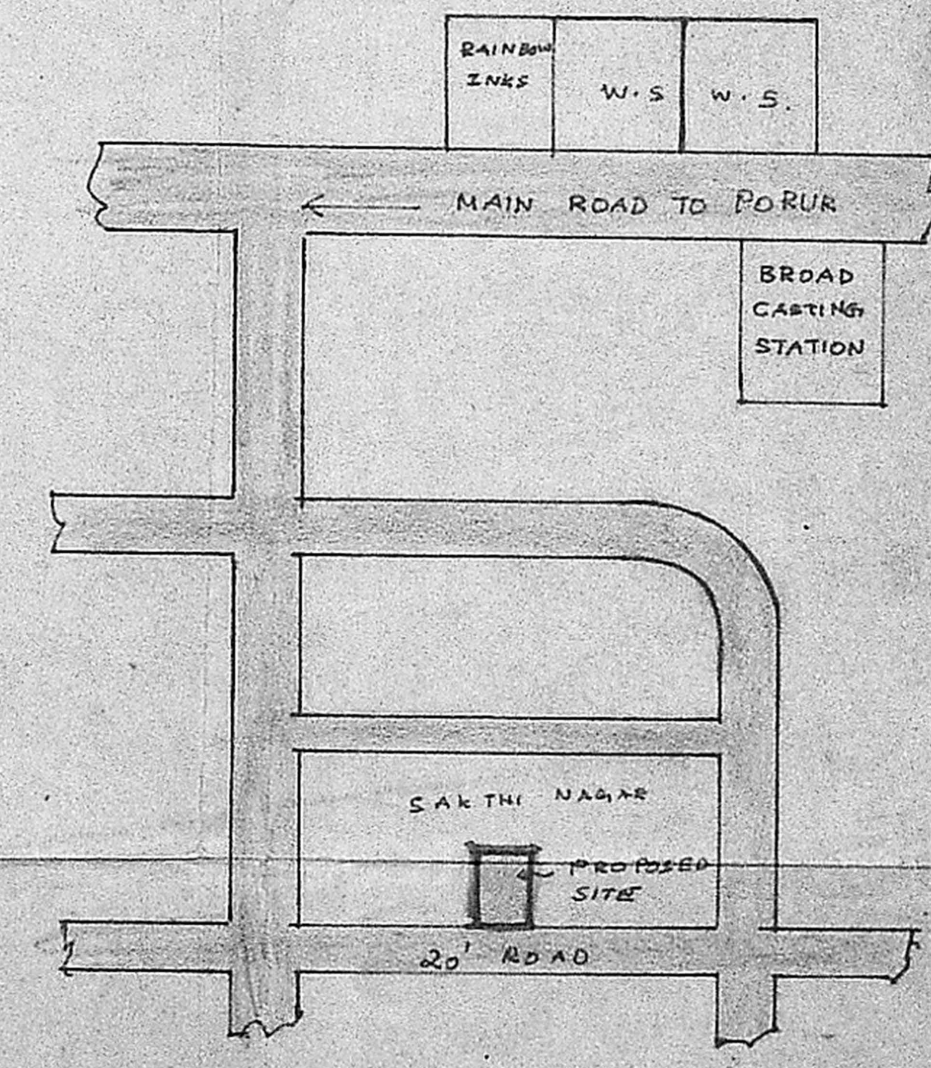 RAINBOW
INKS
W.S
W.S.
MAIN ROAD TO PORUR
BROAD
CASTING
STATION
SAKTHI NAGAR
PROPOSED
SITE
20' ROAD